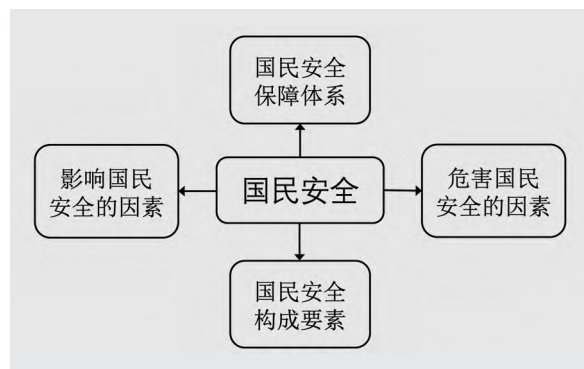 国民安全
保障体系
影响国民
安全的因素
国民安全
危害国民
安全的因素
国民安全
构成要素